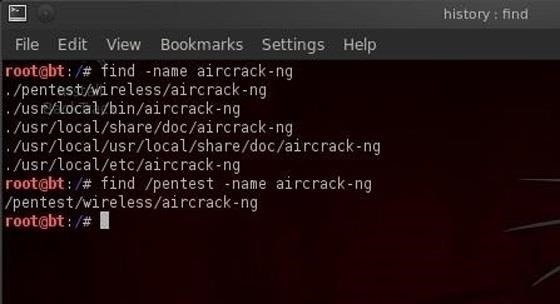 history : find
File Edit View Bookmarks Settings Help
root@bt:/# find -name aircrack-ng
./pentest/wireless/aircrack-ng
./usr/local/bin/aircrack-ng
./usr/local/share/doc/aircrack-ng
./usr/local/usr/local/share/doc/aircrack-ng
./usr/local/etc/aircrack-ng
root@bt:/# find /pentest -name aircrack-ng
/pentest/wireless/aircrack-ng
root@bt:/#